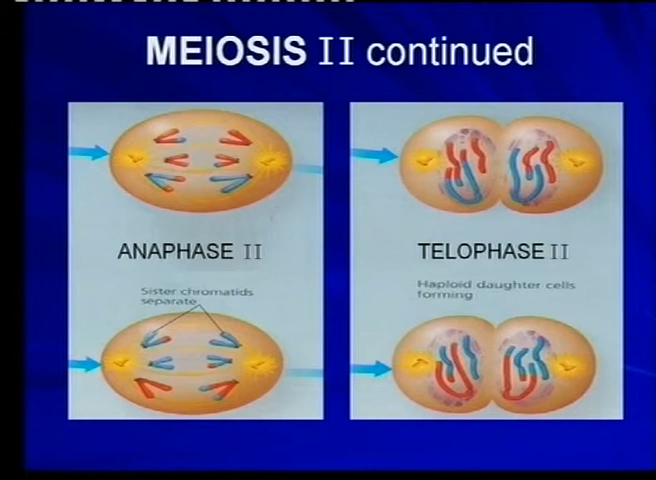 MEIOSIS II continued
ANAPHASE II
TELOPHASE II
Sister chromatids
separate
Haploid daughter cells
forming